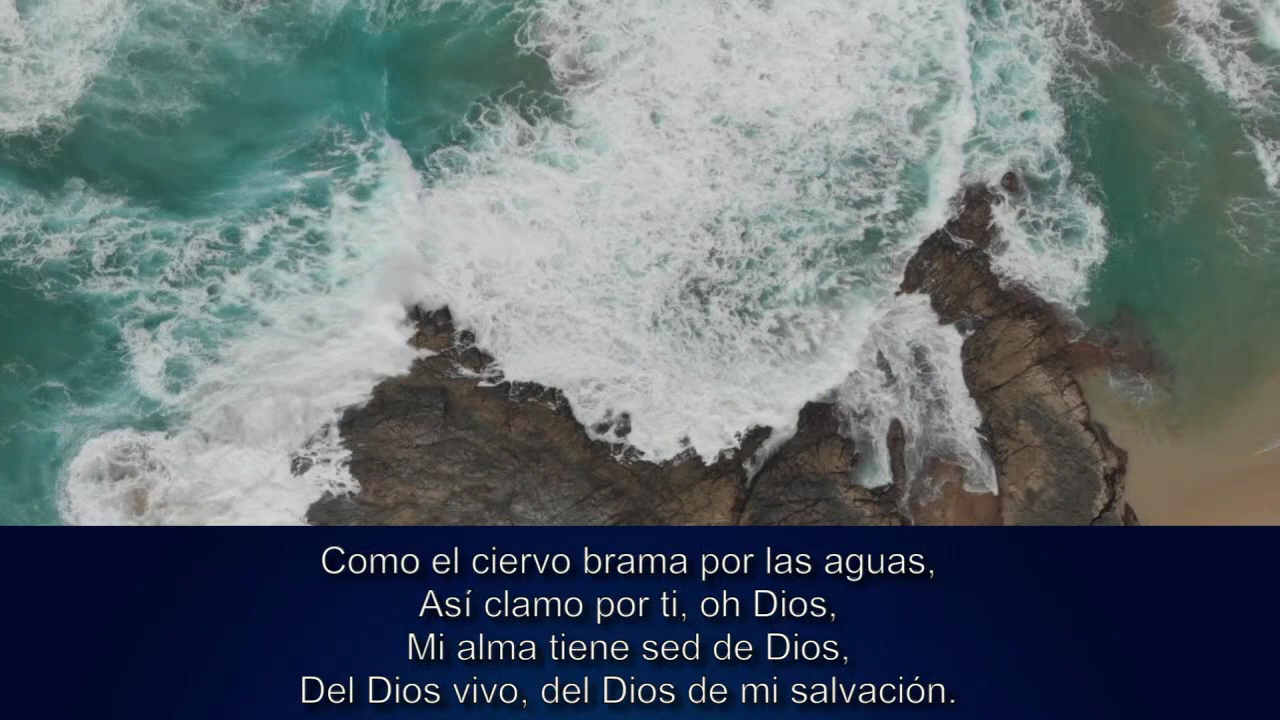 Como el ciervo brama por las aguas,
Así clamo por ti, oh Dios,
Mi alma tiene sed de Dios,
Del Dios vivo, del Dios de mi salvación.